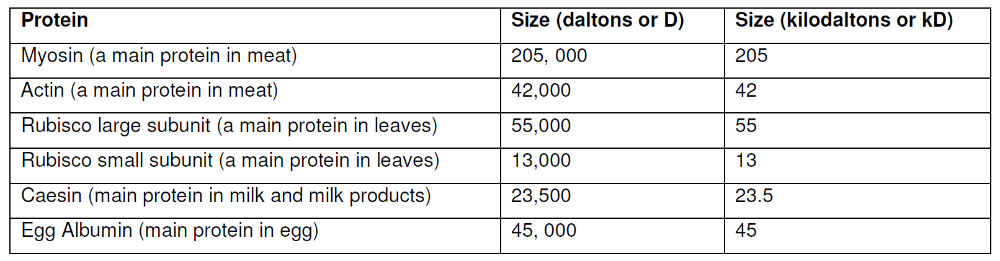 Protein Size (daltons or D) Size (kilodaltons or kD)
Myosin (a main protein in meat) 205, 000 205
Actin (a main protein in meat) 42,000 42
Rubisco large subunit (a main protein in leaves) 55,000 55
Rubisco small subunit (a main protein in leaves) 13,000 13
Caesin (main protein in milk and milk products) 23,500 23.5
Egg Albumin (main protein in egg) 45, 000 45